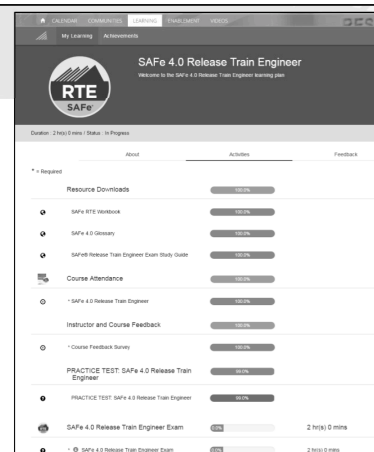 CALENDAR COMMUNITIES LEARNING ENABLEMENT VIDEOS
My Learning Achievements
SAFe 4.0 Release Train Engineer
Welcome to the SAFe 4.0 Release Train Engineer learning plan
RTE
SAFe
Duration : 2 hr(s) 0 mins / Status : In Progress
About Activities Feedback
* = Required
Resource Downloads 100.0%
SAFe RTE Workbook 100.0%
SAFe 4.0 Glossary 100.0%
SAFe® Release Train Engineer Exam Study Guide 100.0%
Course Attendance 100.0%
* SAFe 4.0 Release Train Engineer 100.0%
Instructor and Course Feedback 100.0%
* Course Feedback Survey 100.0%
PRACTICE TEST: SAFe 4.0 Release Train
Engineer
PRACTICE TEST: SAFe 4.0 Release Train Engineer
SAFe 4.0 Release Train Engineer Exam 0.0% 2 hr(s) 0 mins
* SAFe 4.0 Release Train Engineer Exam 0.0% 2 hr(s) 0 mins